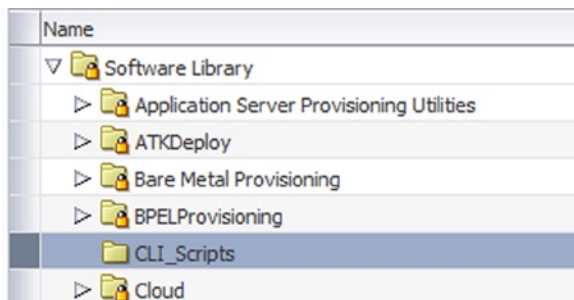 Name
Software Library
Application Server Provisioning Utilities
ATKDeploy
Bare Metal Provisioning
BPELProvisioning
CLI_Scripts
Cloud